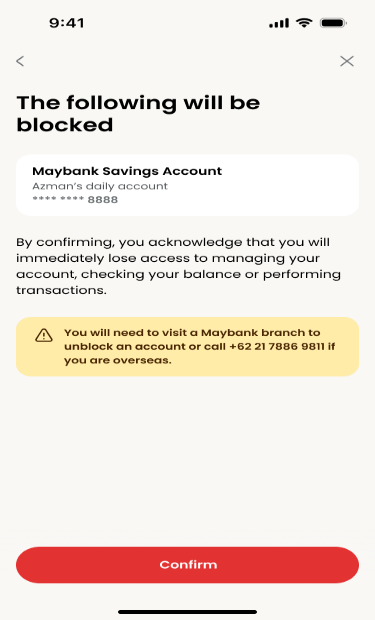 9:41
The following will be
blocked
Maybank Savings Account
Azman's daily account
**** **** 8888
By confirming, you acknowledge that you will
immediately lose access to managing your
account, checking your balance or performing
transactions.
You will need to visit a Maybank branch to
unblock an account or call +62 21 7886 9811 if
you are overseas.
Confirm